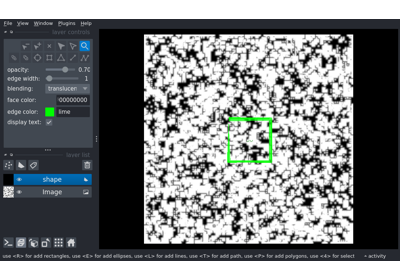 File View Window Plugins Help
layer controls
opacity: 0.70
edge width: 1
blending: translucen
face color: 00000000
edge color: lime
display text:
layer list
shape
Image
use <R> for add rectangles, use <E> for add ellipses, use <L> for add lines, use <T> for add path, use <P> for add polygons, use <4> for select activity